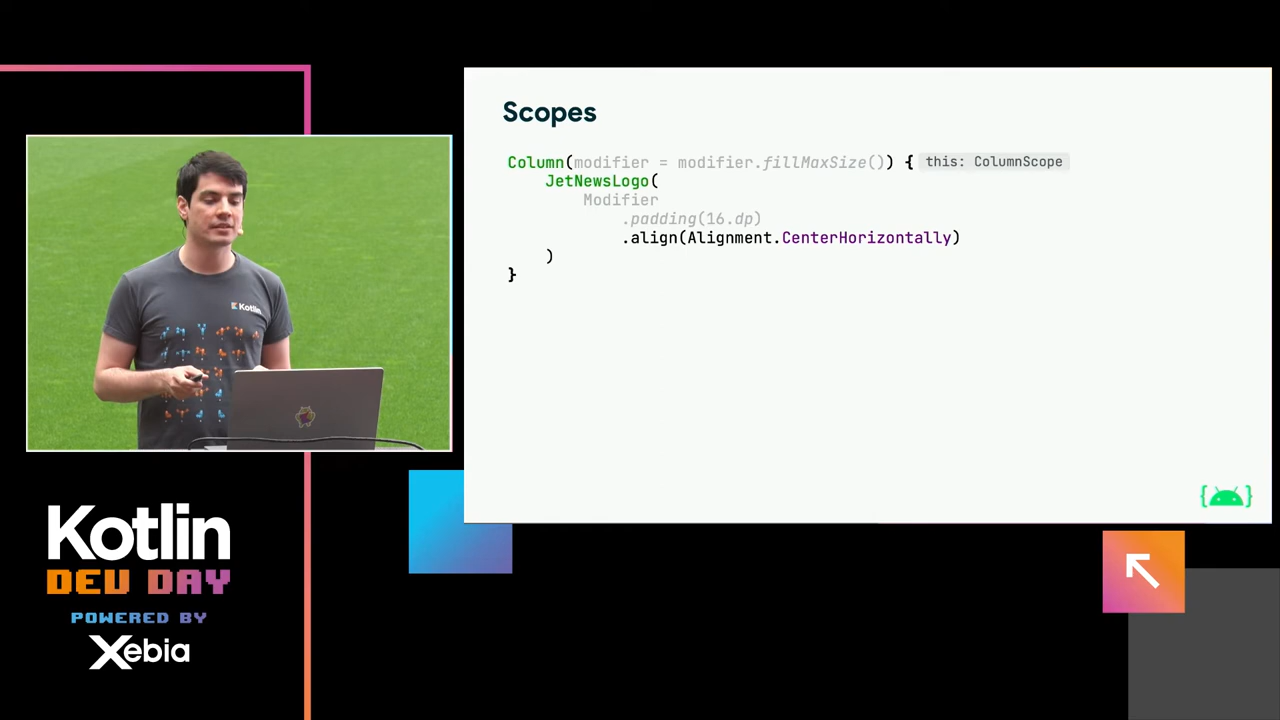 Scopes
Column(modifier = modifier.fillMaxSize()) { this: ColumnScope
JetNewsLogo(
Modifier
.padding(16.dp)
.align(Alignment.CenterHorizontally)
)
}
Kotlin
Kotlin
DEV DAY
POWERED BY
Xebia